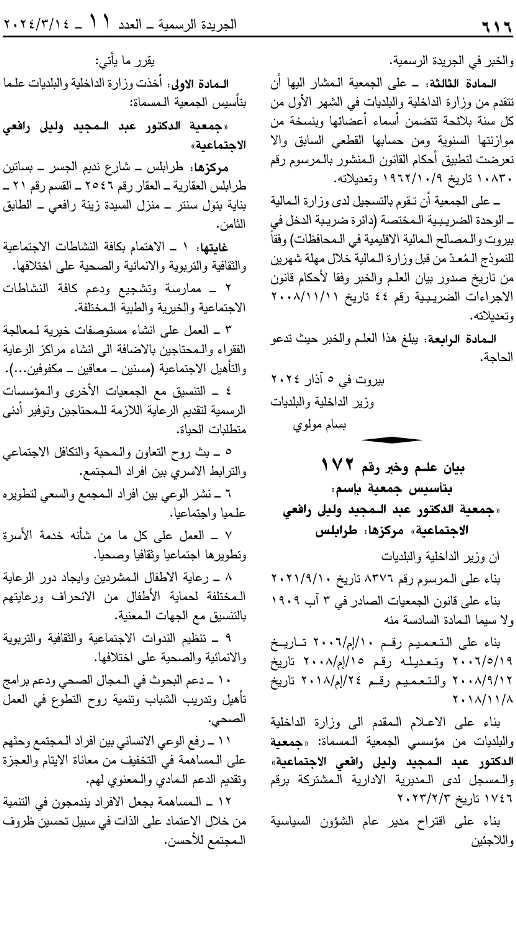 ٦١٦
الجريدة الرسمية ـ العدد ١١ ـ ٢٠٢٤/٣/١٤
والخبر في الجريدة الرسمية.
المادة الثالثة: ـ على الجمعية المشار اليها أن
تتقدم من وزارة الداخلية والبلديات في الشهر الأول من
كل سنة بلائحة تتضمن أسماء أعضائها وبنسخة من
موازنتها السنوية ومن حسابها القطعي السابق والا
تعرضت لتطبيق أحكام القانون المنشور بالمرسوم رقم
١٠٨٣٠ تاريخ ١٩٦٢/١٠/٩ وتعديلاته.
ـ على الجمعية أن تقوم بالتسجيل لدى وزارة المالية
ـ الوحدة الضريبية المختصة (دائرة ضريبة الدخل في
بيروت والمصالح المالية الاقليمية في المحافظات) وفقاً
للنموذج المُعدّ من قبل وزارة المالية خلال مهلة شهرين
من تاريخ صدور بيان العلم والخبر وفقا لأحكام قانون
الاجراءات الضريبية رقم ٤٤ تاريخ ٢٠٠٨/١١/١١
وتعديلاته.
المادة الرابعة: يبلغ هذا العلم والخبر حيث تدعو
الحاجة.
بيروت في ٥ آذار ٢٠٢٤
وزير الداخلية والبلديات
بسام مولوي
بيان علم وخبر رقم ١٧٢
بتأسيس جمعية بإسم:
«جمعية الدكتور عبد المجيد وليلى رافعي
الاجتماعية» مركزها: طرابلس
ان وزير الداخلية والبلديات
بناء على المرسوم رقم ٨٣٧٦ تاريخ ٢٠٢١/٩/١٠
بناء على قانون الجمعيات الصادر في ٣ آب ١٩٠٩
ولا سيما المادة السادسة منه
بناء على التعميم رقم ١٠/إم/٢٠٠٦ تاريخ
٢٠٠٦/٥/١٩ وتعديله رقم ١٥/إم/٢٠٠٨ تاريخ
٢٠٠٨/٩/١٢ والتعميم رقم ٢٤/إم/٢٠١٨ تاريخ
٢٠١٨/١١/٨
بناء على الاعلام المقدم الى وزارة الداخلية
والبلديات من مؤسسي الجمعية المسماة: «جمعية
الدكتور عبد المجيد وليلى رافعي الاجتماعية»
والمسجل لدى المديرية الادارية المشتركة برقم
١٧٤٦ تاريخ ٢٠٢٣/٢/٣
بناء على اقتراح مدير عام الشؤون السياسية
واللاجئين
يقرر ما يأتي:
المادة الاولى: أخذت وزارة الداخلية والبلديات علما
بتأسيس الجمعية المسماة:
«جمعية الدكتور عبد المجيد وليلى رافعي
الاجتماعية»
مركزها: طرابلس ـ شارع نديم الجسر ـ بساتين
طرابلس العقارية ـ العقار رقم ٢٥٤٦ ـ القسم رقم ٢١ ـ
بناية بنول سنتر ـ منزل السيدة زينة رافعي ـ الطابق
الثامن.
غايتها: ١ ـ الاهتمام بكافة النشاطات الاجتماعية
والثقافية والتربوية والانمائية والصحية على اختلافها.
٢ ـ ممارسة وتشجيع ودعم كافة النشاطات
الاجتماعية والخيرية والطبية المختلفة.
٣ ـ العمل على انشاء مستوصفات خيرية لمعالجة
الفقراء والمحتاجين بالاضافة الى انشاء مراكز الرعاية
والتأهيل الاجتماعية (مسنين ـ معاقين ـ مكفوفين...).
٤ ـ التنسيق مع الجمعيات الأخرى والمؤسسات
الرسمية لتقديم الرعاية اللازمة للمحتاجين وتوفير أدنى
متطلبات الحياة.
٥ ـ بث روح التعاون والمحبة والتكافل الاجتماعي
والترابط الاسري بين افراد المجتمع.
٦ ـ نشر الوعي بين افراد المجمع والسعي لتطويره
علميا واجتماعيا.
٧ ـ العمل على كل ما من شأنه خدمة الأسرة
وتطويرها اجتماعيا وثقافيا وصحيا.
٨ ـ رعاية الاطفال المشردين وايجاد دور الرعاية
المختلفة لحماية الأطفال من الانحراف ورعايتهم
بالتنسيق مع الجهات المعنية.
٩ ـ تنظيم الندوات الاجتماعية والثقافية والتربوية
والانمائية والصحية على اختلافها.
١٠ ـ دعم البحوث في المجال الصحي ودعم برامج
تأهيل وتدريب الشباب وتنمية روح التطوع في العمل
الصحي.
١١ ـ رفع الوعي الانساني بين افراد المجتمع وحثهم
على المساهمة في التخفيف من معاناة الايتام والعجزة
وتقديم الدعم المادي والمعنوي لهم.
١٢ ـ المساهمة بجعل الافراد يندمجون في التنمية
من خلال الاعتماد على الذات في سبيل تحسين ظروف
المجتمع للأحسن.